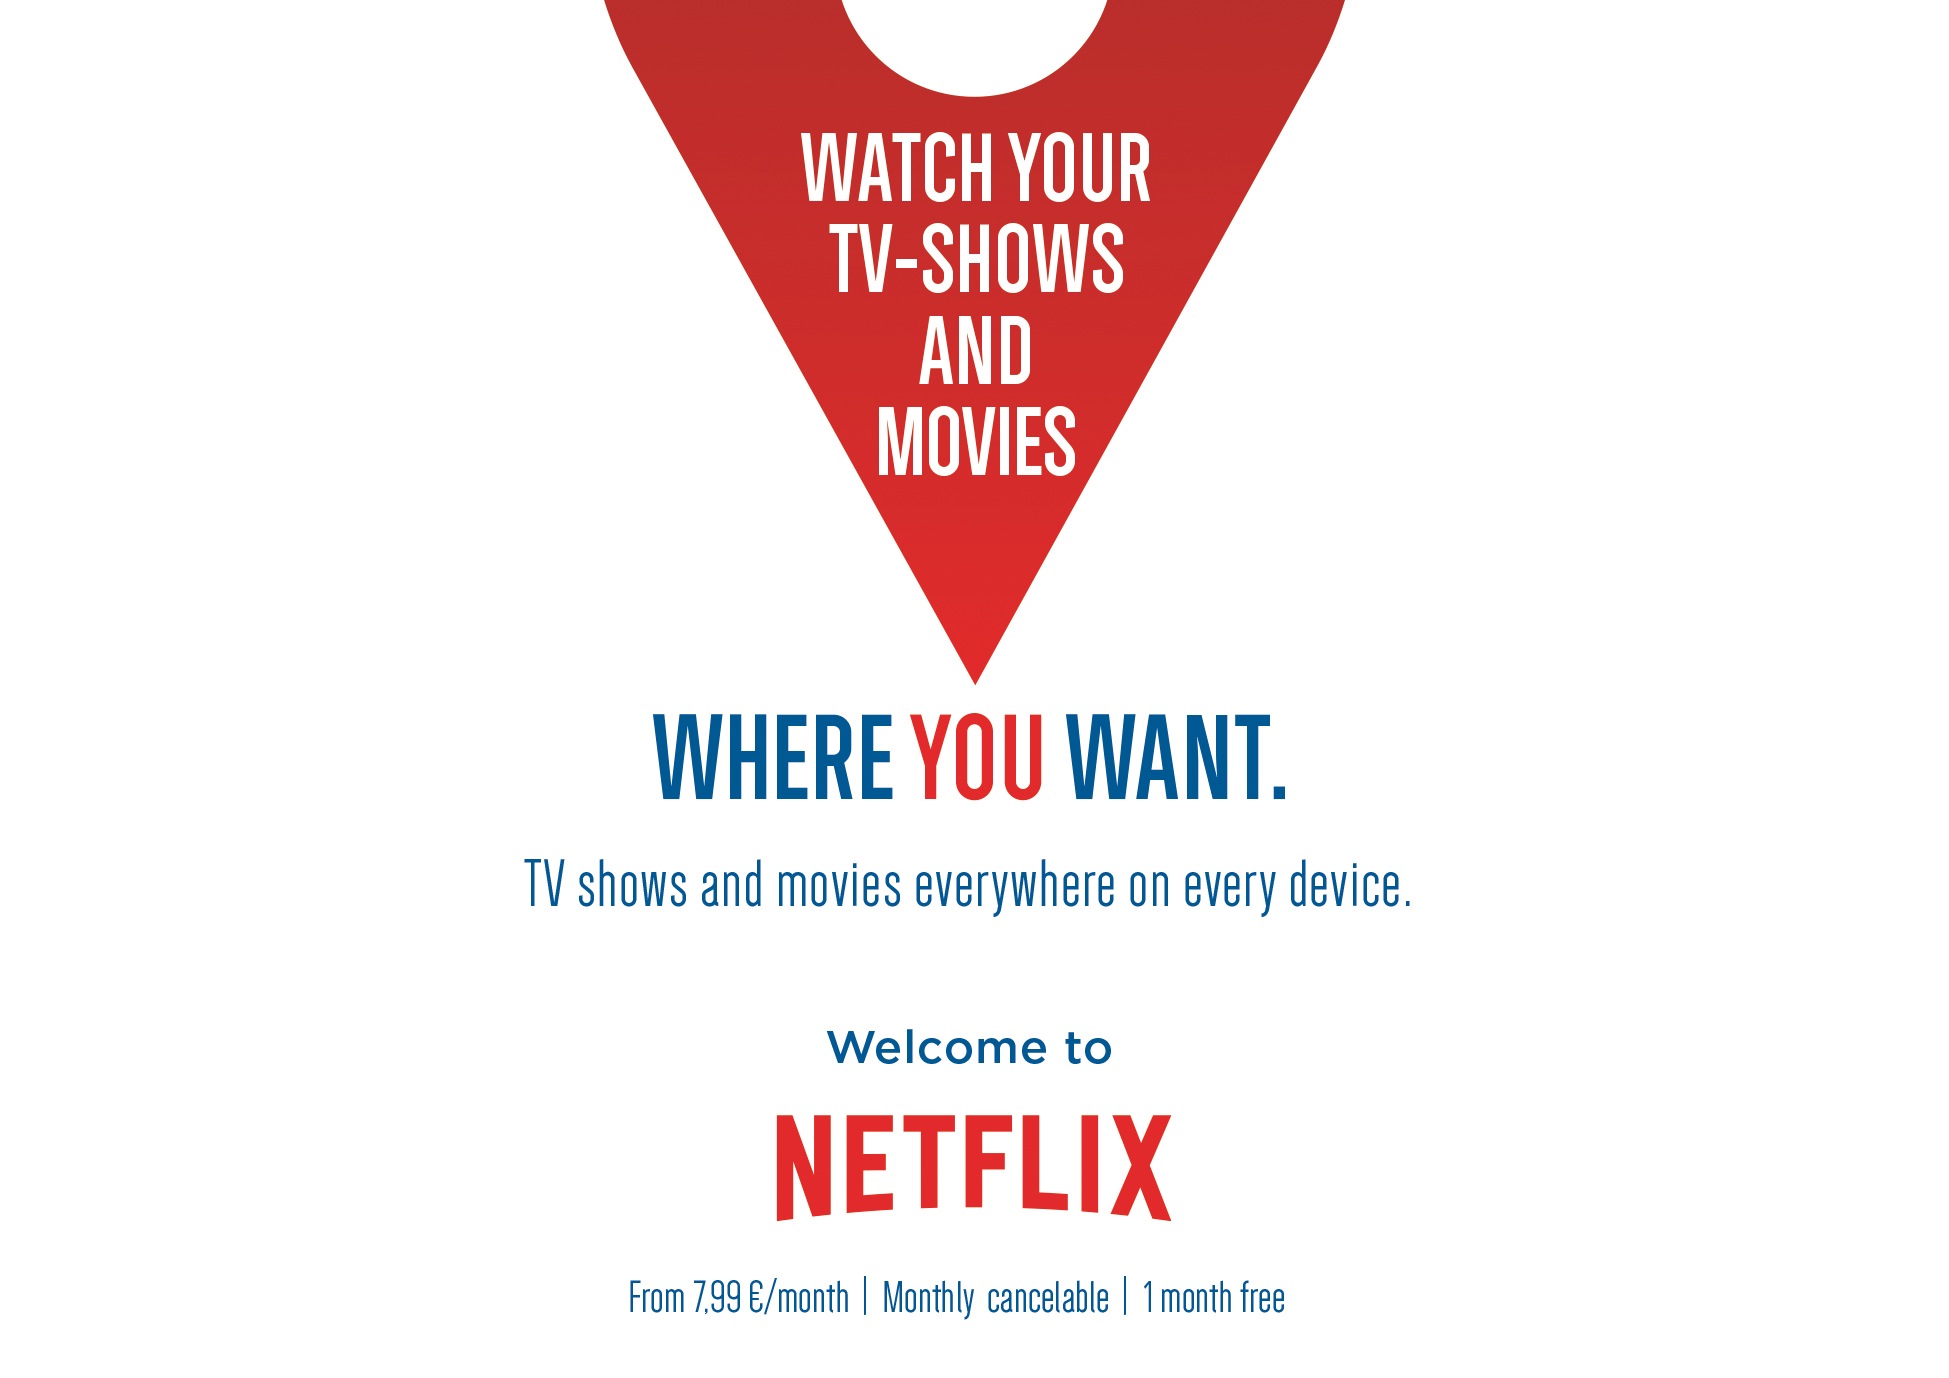 WATCH YOUR
TV-SHOWS
AND
MOVIES
WHERE YOU WANT.
TV shows and movies everywhere on every device.
Welcome to
NETFLIX
From 7,99 €/month | Monthly cancelable | 1 month free